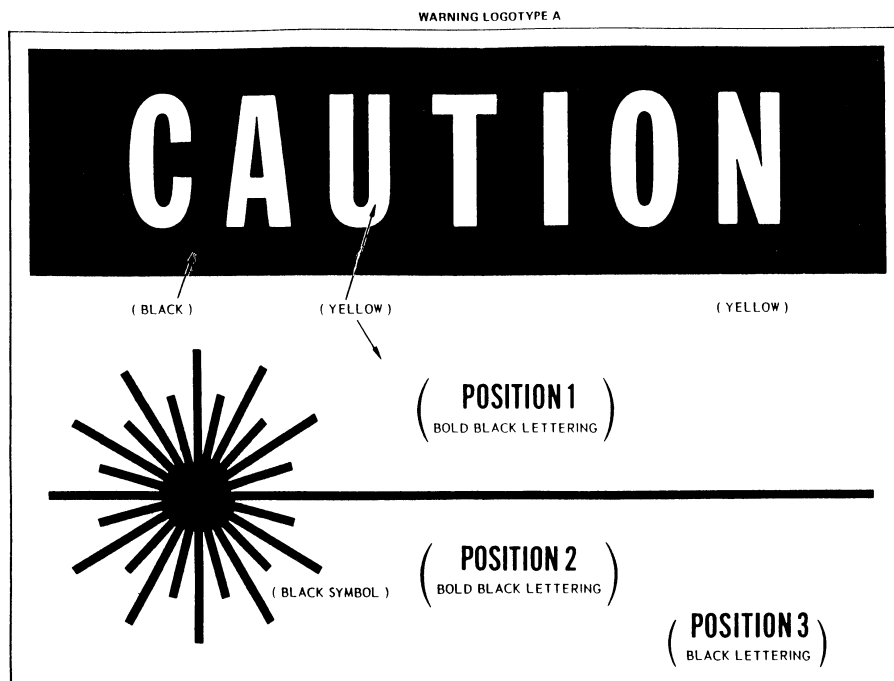 WARNING LOGOTYPE A
CAUTION
( BLACK )
( YELLOW )
( YELLOW )
( POSITION 1
BOLD BLACK LETTERING )
( BLACK SYMBOL )
( POSITION 2
BOLD BLACK LETTERING )
( POSITION 3
BLACK LETTERING )